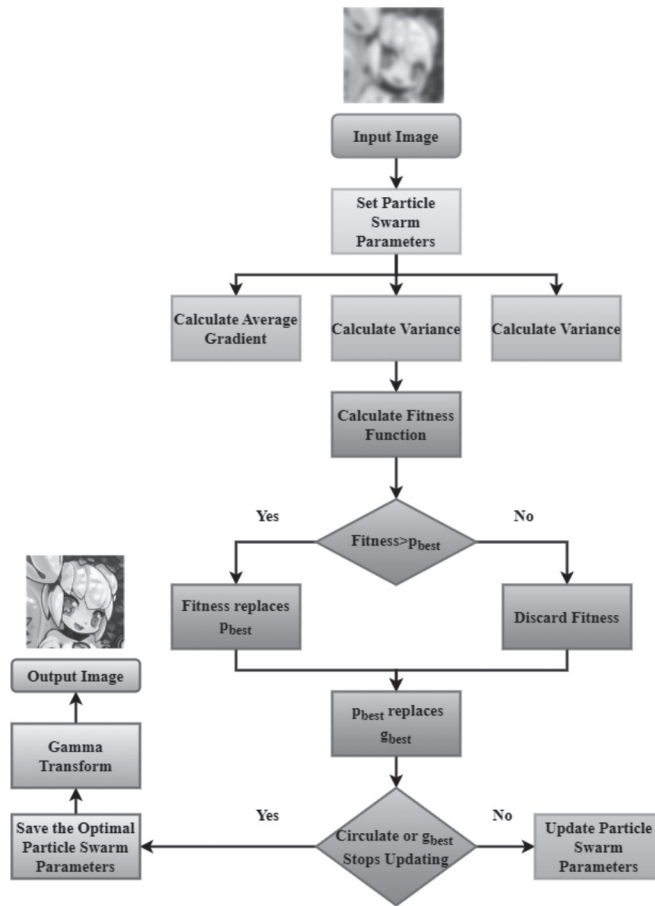 Input Image
Set Particle
Swarm
Parameters
Calculate Average
Gradient
Calculate Variance
Calculate Variance
Calculate Fitness
Function
Yes
No
Fitness>pbest
Fitness replaces
pbest
Discard Fitness
Output Image
pbest replaces
gbest
Gamma
Transform
Yes
No
Save the Optimal
Particle Swarm
Parameters
Circulate or gbest
Stops Updating
Update Particle
Swarm
Parameters